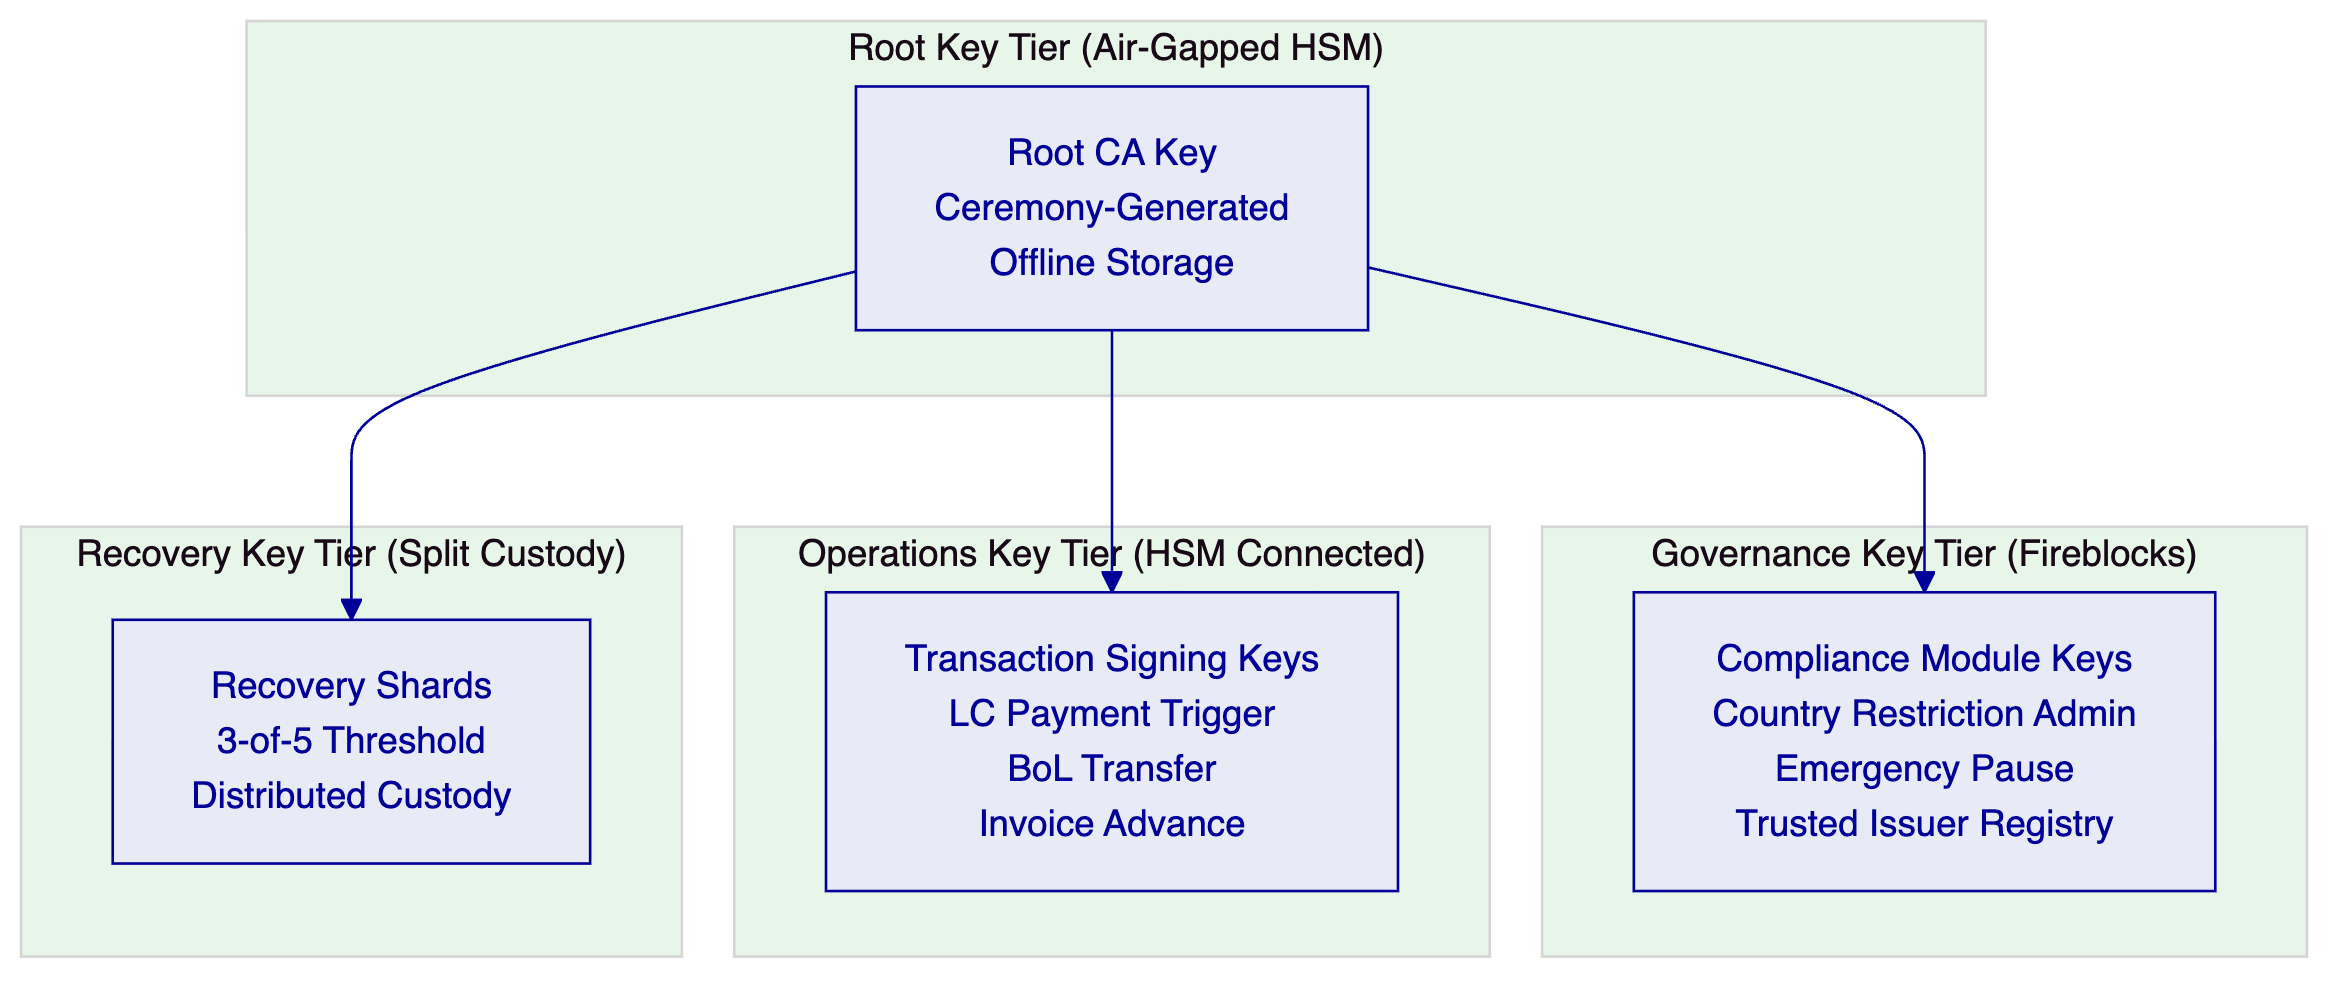 Root Key Tier (Air-Gapped HSM)
Root CA Key
Ceremony-Generated
Offline Storage
Recovery Key Tier (Split Custody)
Recovery Shards
3-of-5 Threshold
Distributed Custody
Operations Key Tier (HSM Connected)
Transaction Signing Keys
LC Payment Trigger
BoL Transfer
Invoice Advance
Governance Key Tier (Fireblocks)
Compliance Module Keys
Country Restriction Admin
Emergency Pause
Trusted Issuer Registry